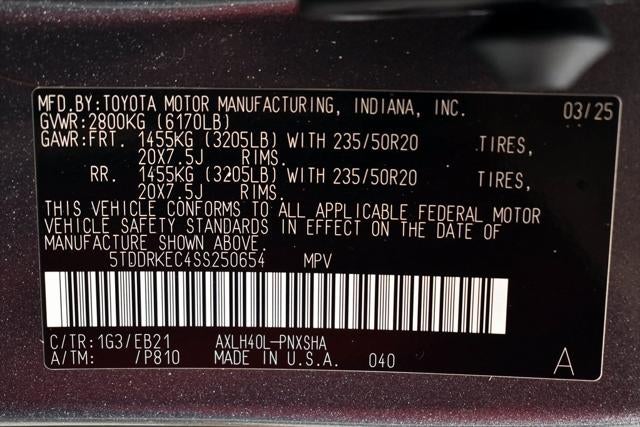 MFD.BY:TOYOTA MOTOR MANUFACTURING, INDIANA, INC. 03/25
GVWR:2800KG (6170LB)
GAWR:FRT. 1455KG (3205LB) WITH 235/50R20 TIRES,
20X7.5J RIMS.
RR. 1455KG (3205LB) WITH 235/50R20 TIRES,
20X7.5J RIMS.
THIS VEHICLE CONFORMS TO ALL APPLICABLE FEDERAL MOTOR
VEHICLE SAFETY STANDARDS IN EFFECT ON THE DATE OF
MANUFACTURE SHOWN ABOVE.
5TDDRKEC4SS250654 MPV
C/TR:1G3/EB21 AXLH40L-PNXSHA
A/TM: /P810 MADE IN U.S.A. 040 A